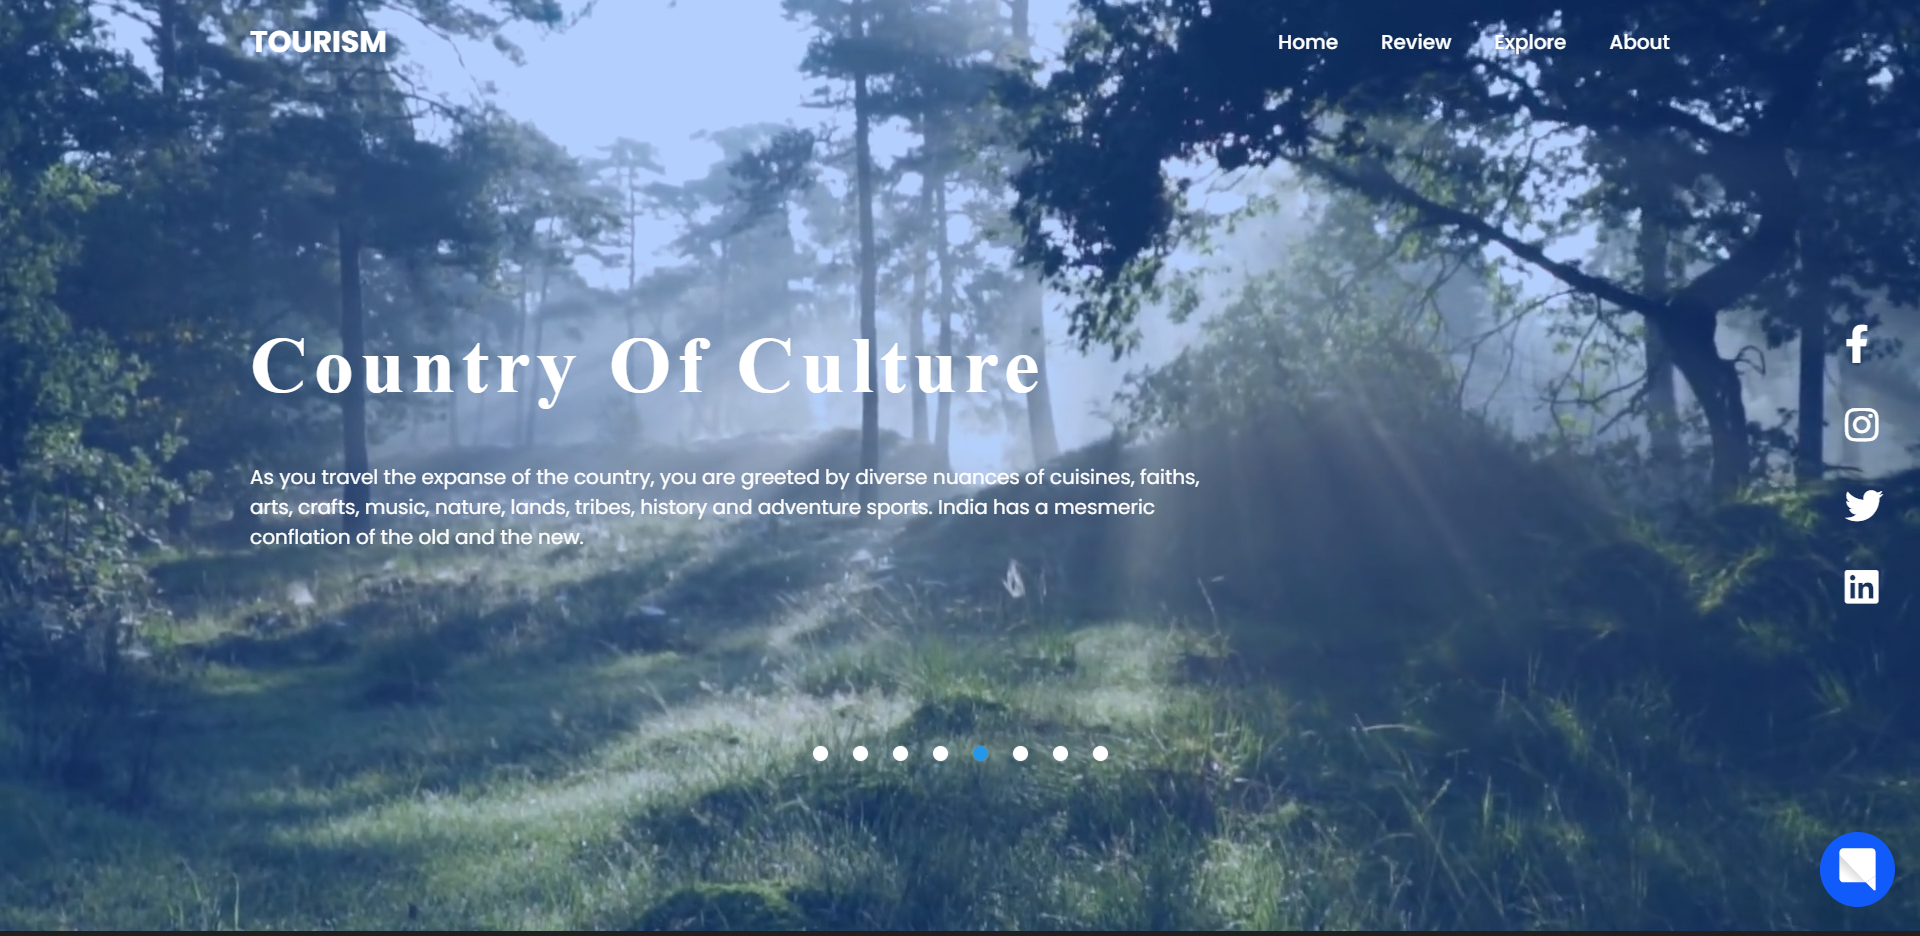 TOURISM
Home Review Explore About
Country Of Culture
As you travel the expanse of the country, you are greeted by diverse nuances of cuisines, faiths,
arts, crafts, music, nature, lands, tribes, history and adventure sports. India has a mesmeric
conflation of the old and the new.